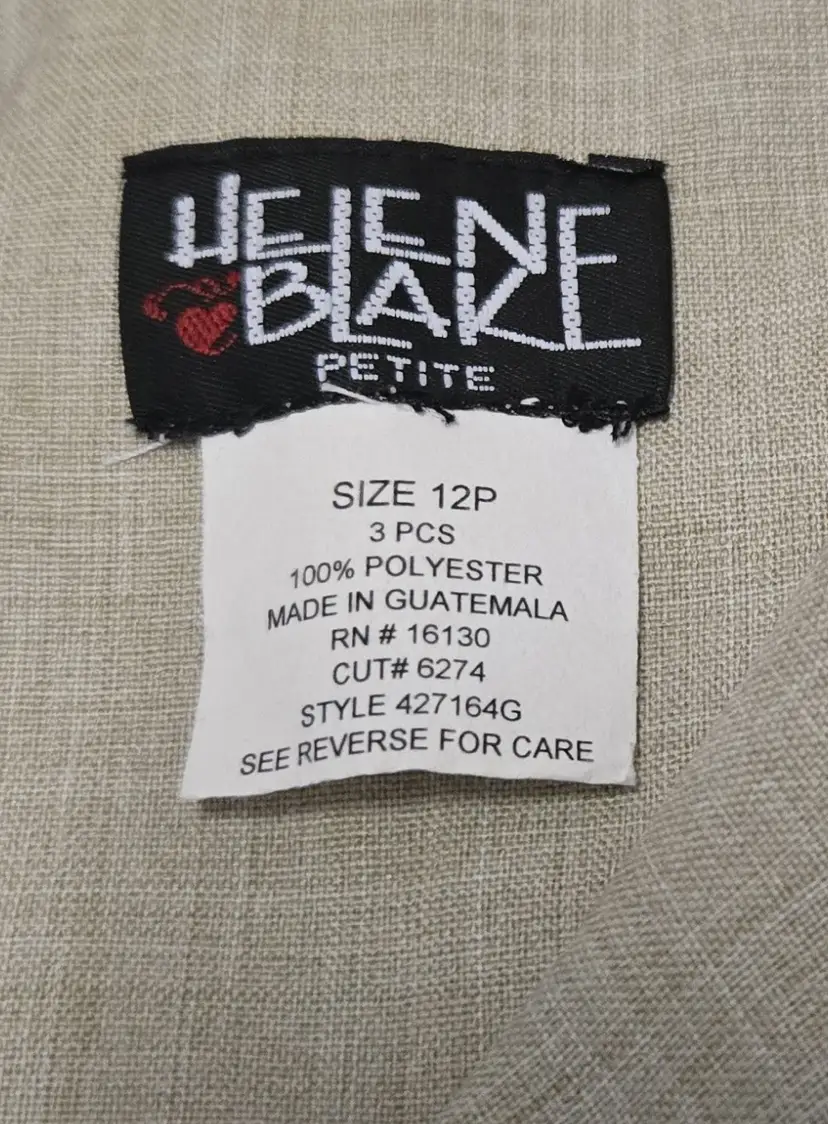 HELENE
BLAKE
PETITE
SIZE 12P
3 PCS
100% POLYESTER
MADE IN GUATEMALA
RN # 16130
CUT# 6274
STYLE 427164G
SEE REVERSE FOR CARE